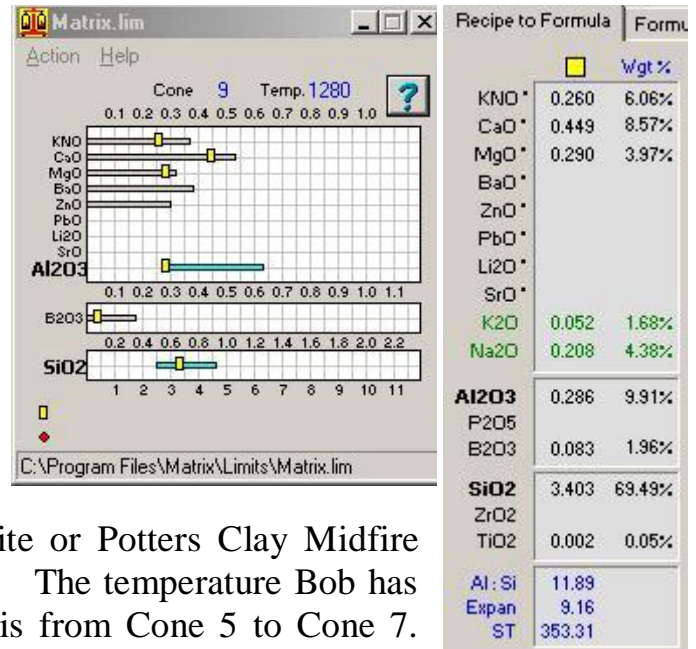 Matrix.lim
Action Help
Cone 9 Temp. 1280
?
0.1 0.2 0.3 0.4 0.5 0.6 0.7 0.8 0.9 1.0
KNO
CaO
MgO
BaO
ZnO
PbO
Li2O
SrO
Al2O3
0.1 0.2 0.3 0.4 0.5 0.6 0.7 0.8 0.9 1.0 1.1
B2O3
0.2 0.4 0.6 0.8 1.0 1.2 1.4 1.6 1.8 2.0 2.2
SiO2
1 2 3 4 5 6 7 8 9 10 11
C:\Program Files\Matrix\Limits\Matrix.lim
Recipe to Formula Formu
Wgt %
KNO* 0.260 6.06%
CaO* 0.449 8.57%
MgO* 0.290 3.97%
BaO*
ZnO*
PbO*
Li2O*
SrO*
K2O 0.052 1.68%
Na2O 0.208 4.38%
Al2O3 0.286 9.91%
P2O5
B2O3 0.083 1.96%
SiO2 3.403 69.49%
ZrO2
TiO2 0.002 0.05%
Al:Si 11.89
Expan 9.16
ST 353.31
ite or Potters Clay Midfire
The temperature Bob has
is from Cone 5 to Cone 7.